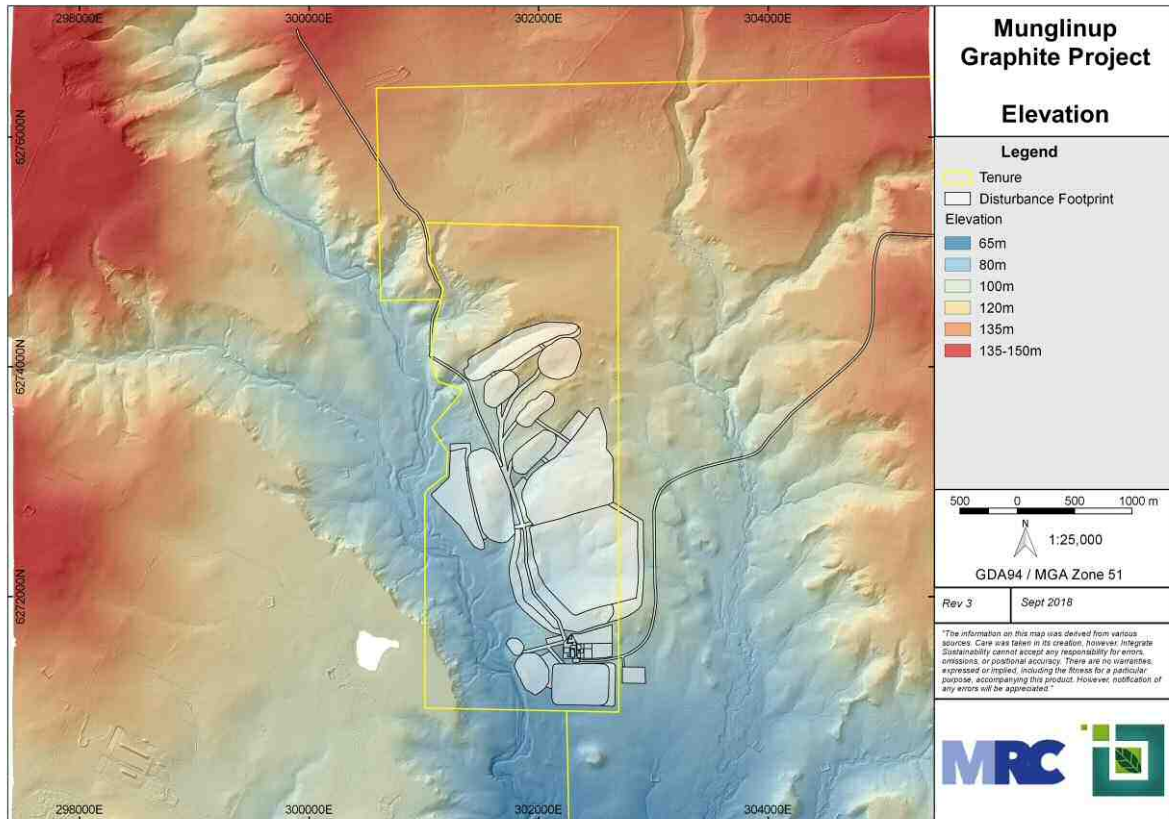 Munglinup
Graphite Project
Elevation
Legend
Tenure
Disturbance Footprint
Elevation
65m
80m
100m
120m
135m
135-150m
500 0 500 1000 m
N
1:25,000
GDA94 / MGA Zone 51
Rev 3 Sept 2018
"The information on this map was derived from various
sources. Care was taken in its creation, however, Integrate
Sustainability cannot accept any responsibility for errors,
omissions, or positional accuracy. There are no warranties,
expressed or implied, including the fitness for a particular
purpose, accompanying this product. However, notification of
any errors will be appreciated."
MRC
298000E 300000E 302000E 304000E
6276000N
6274000N
6272000N
298000E 300000E 302000E 304000E